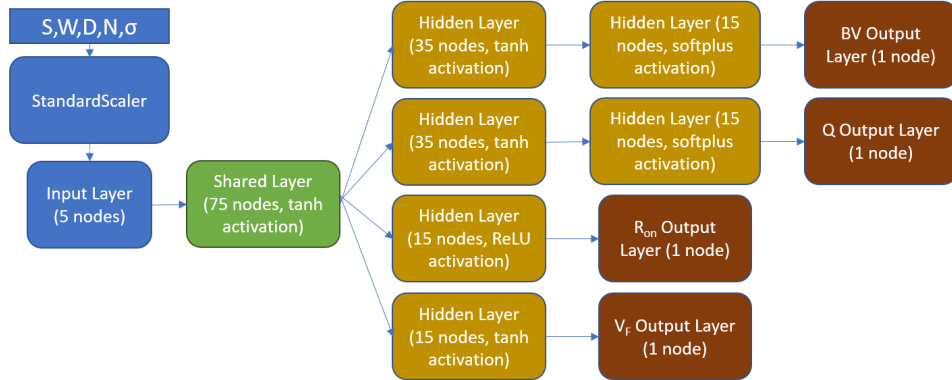 S,W,D,N,σ
StandardScaler
Input Layer
(5 nodes)
Shared Layer
(75 nodes, tanh
activation)
Hidden Layer
(35 nodes, tanh
activation)
Hidden Layer (15
nodes, softplus
activation)
BV Output
Layer (1 node)
Hidden Layer
(35 nodes, tanh
activation)
Hidden Layer (15
nodes, softplus
activation)
Q Output Layer
(1 node)
Hidden Layer
(15 nodes, ReLU
activation)
Ron Output
Layer (1 node)
Hidden Layer
(15 nodes, tanh
activation)
VF Output Layer
(1 node)